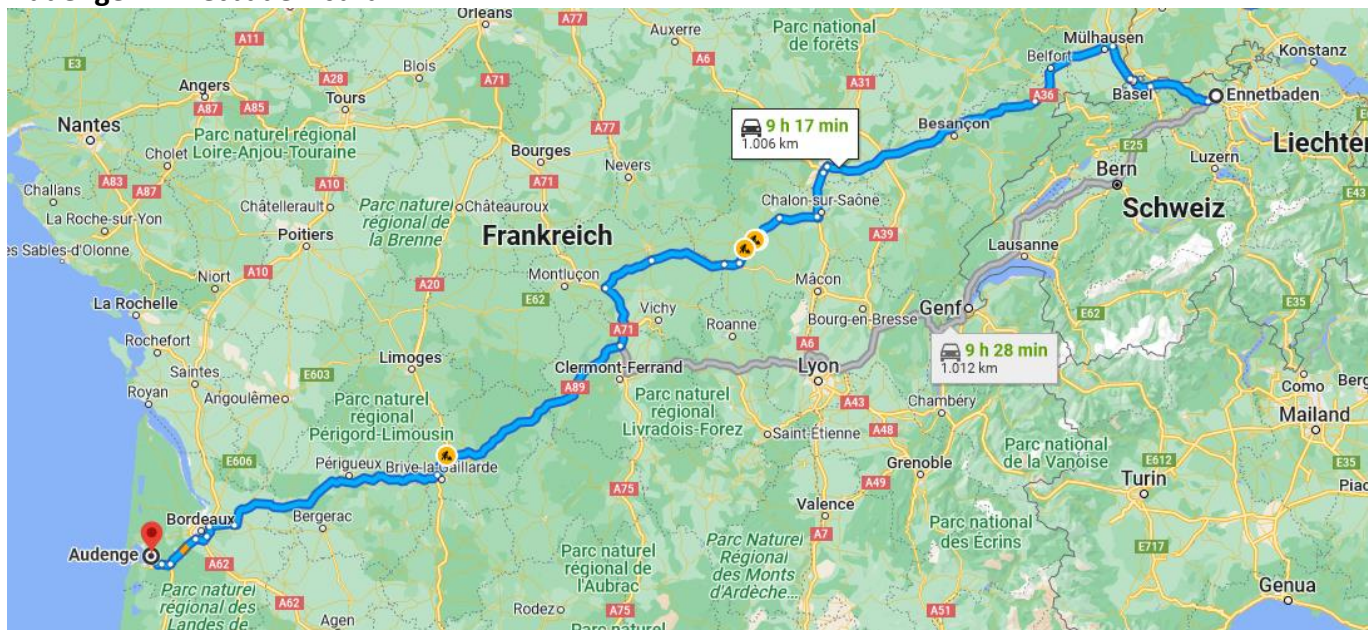 Orléans
Auxerre
Parc national
de forêts
Mülhausen
Konstanz
A11
A77
A6
A31
Belfort
E3
A28
Blois
A71
A36
Basel
Ennetbaden
Angers
Tours
A87
A85
9 h 17 min
1.006 km
Besançon
Nantes
Parc naturel régional
Loire-Anjou-Touraine
A77
E25
Liechten
Cholet
A10
Bourges
Nevers
Luzern
Bern
A83
A87
A71
E43
Challans
Châtellerault
Parc naturel
régional de
la Brenne
Châteauroux
Chalon-sur-Saône
Schweiz
La Roche-sur-Yon
Frankreich
A39
es Sables-d'Olonne
Poitiers
Lausanne
Niort
A10
A20
Montluçon
E62
Mâcon
La Rochelle
Vichy
Genf
E62
E35
Roanne
Bourg-en-Bresse
Rochefort
A71
A6
9 h 28 min
1.012 km
Limoges
Clermont-Ferrand
Lyon
Saintes
E603
Royan
Angoulême
A89
Como
Parc naturel
régional
Périgord-Limousin
Parc naturel
régional
Livradois-Forez
A43
Chambéry
Mailand
Saint-Étienne
A48
Parc national
de la Vanoise
E606
Périgueux
Brive-la-Gaillarde
Grenoble
E612
E35
A49
Turin
A75
Valence
Bordeaux
Bergerac
Parc national
des Écrins
Audenge
A62
Parc naturel
régional
de l'Aubrac
Parc Naturel
Régional
des Monts
d'Ardèche...
A7
E717
Parc naturel
régional des
Landes de
A62
Genua
Agen
Rodez
A75
A51